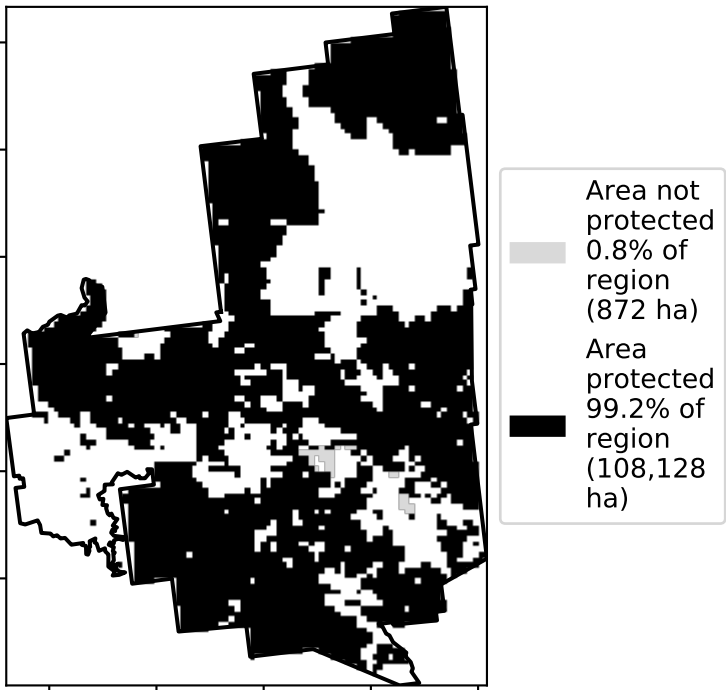 Area not
protected
0.8% of
region
(872 ha)
Area
protected
99.2% of
region
(108,128
ha)